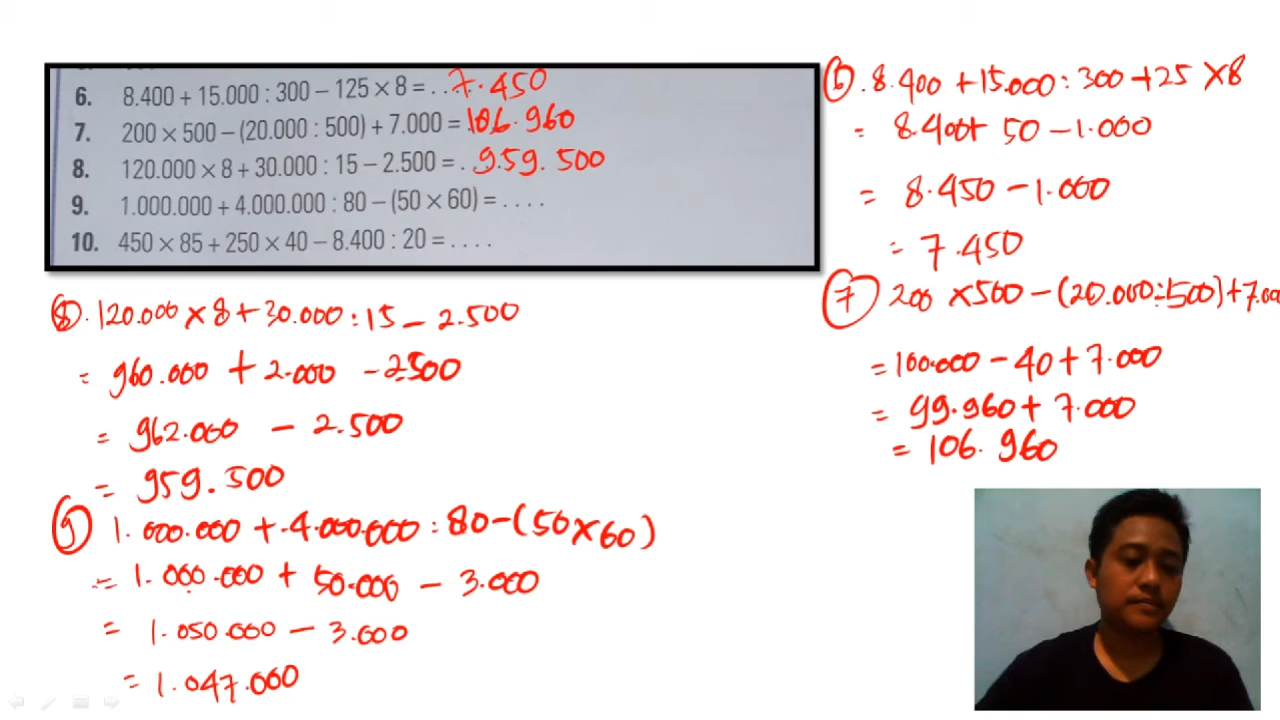 6. 8.400 + 15.000 : 300 – 125 × 8 = . . 7.450
7. 200 × 500 – (20.000 : 500) + 7.000 = 106.960
8. 120.000 × 8 + 30.000 : 15 – 2.500 = . 959.500
9. 1.000.000 + 4.000.000 : 80 – (50 × 60) = . . . .
10. 450 × 85 + 250 × 40 – 8.400 : 20 = . . . .
8. 120.000 × 8 + 30.000 : 15 – 2.500
= 960.000 + 2.000 – 2.500
= 962.000 – 2.500
= 959.500
9 1.000.000 + 4.000.000 : 80 – (50 × 60)
= 1.000.000 + 50.000 – 3.000
= 1.050.000 – 3.000
= 1.047.000
6. 8.400 + 15.000 : 300 + 25 × 8
= 8.400 + 50 – 1.000
= 8.450 – 1.000
= 7.450
7 200 × 500 – (20.000 : 500) + 7.00
= 100.000 – 40 + 7.000
= 99.960 + 7.000
= 106.960